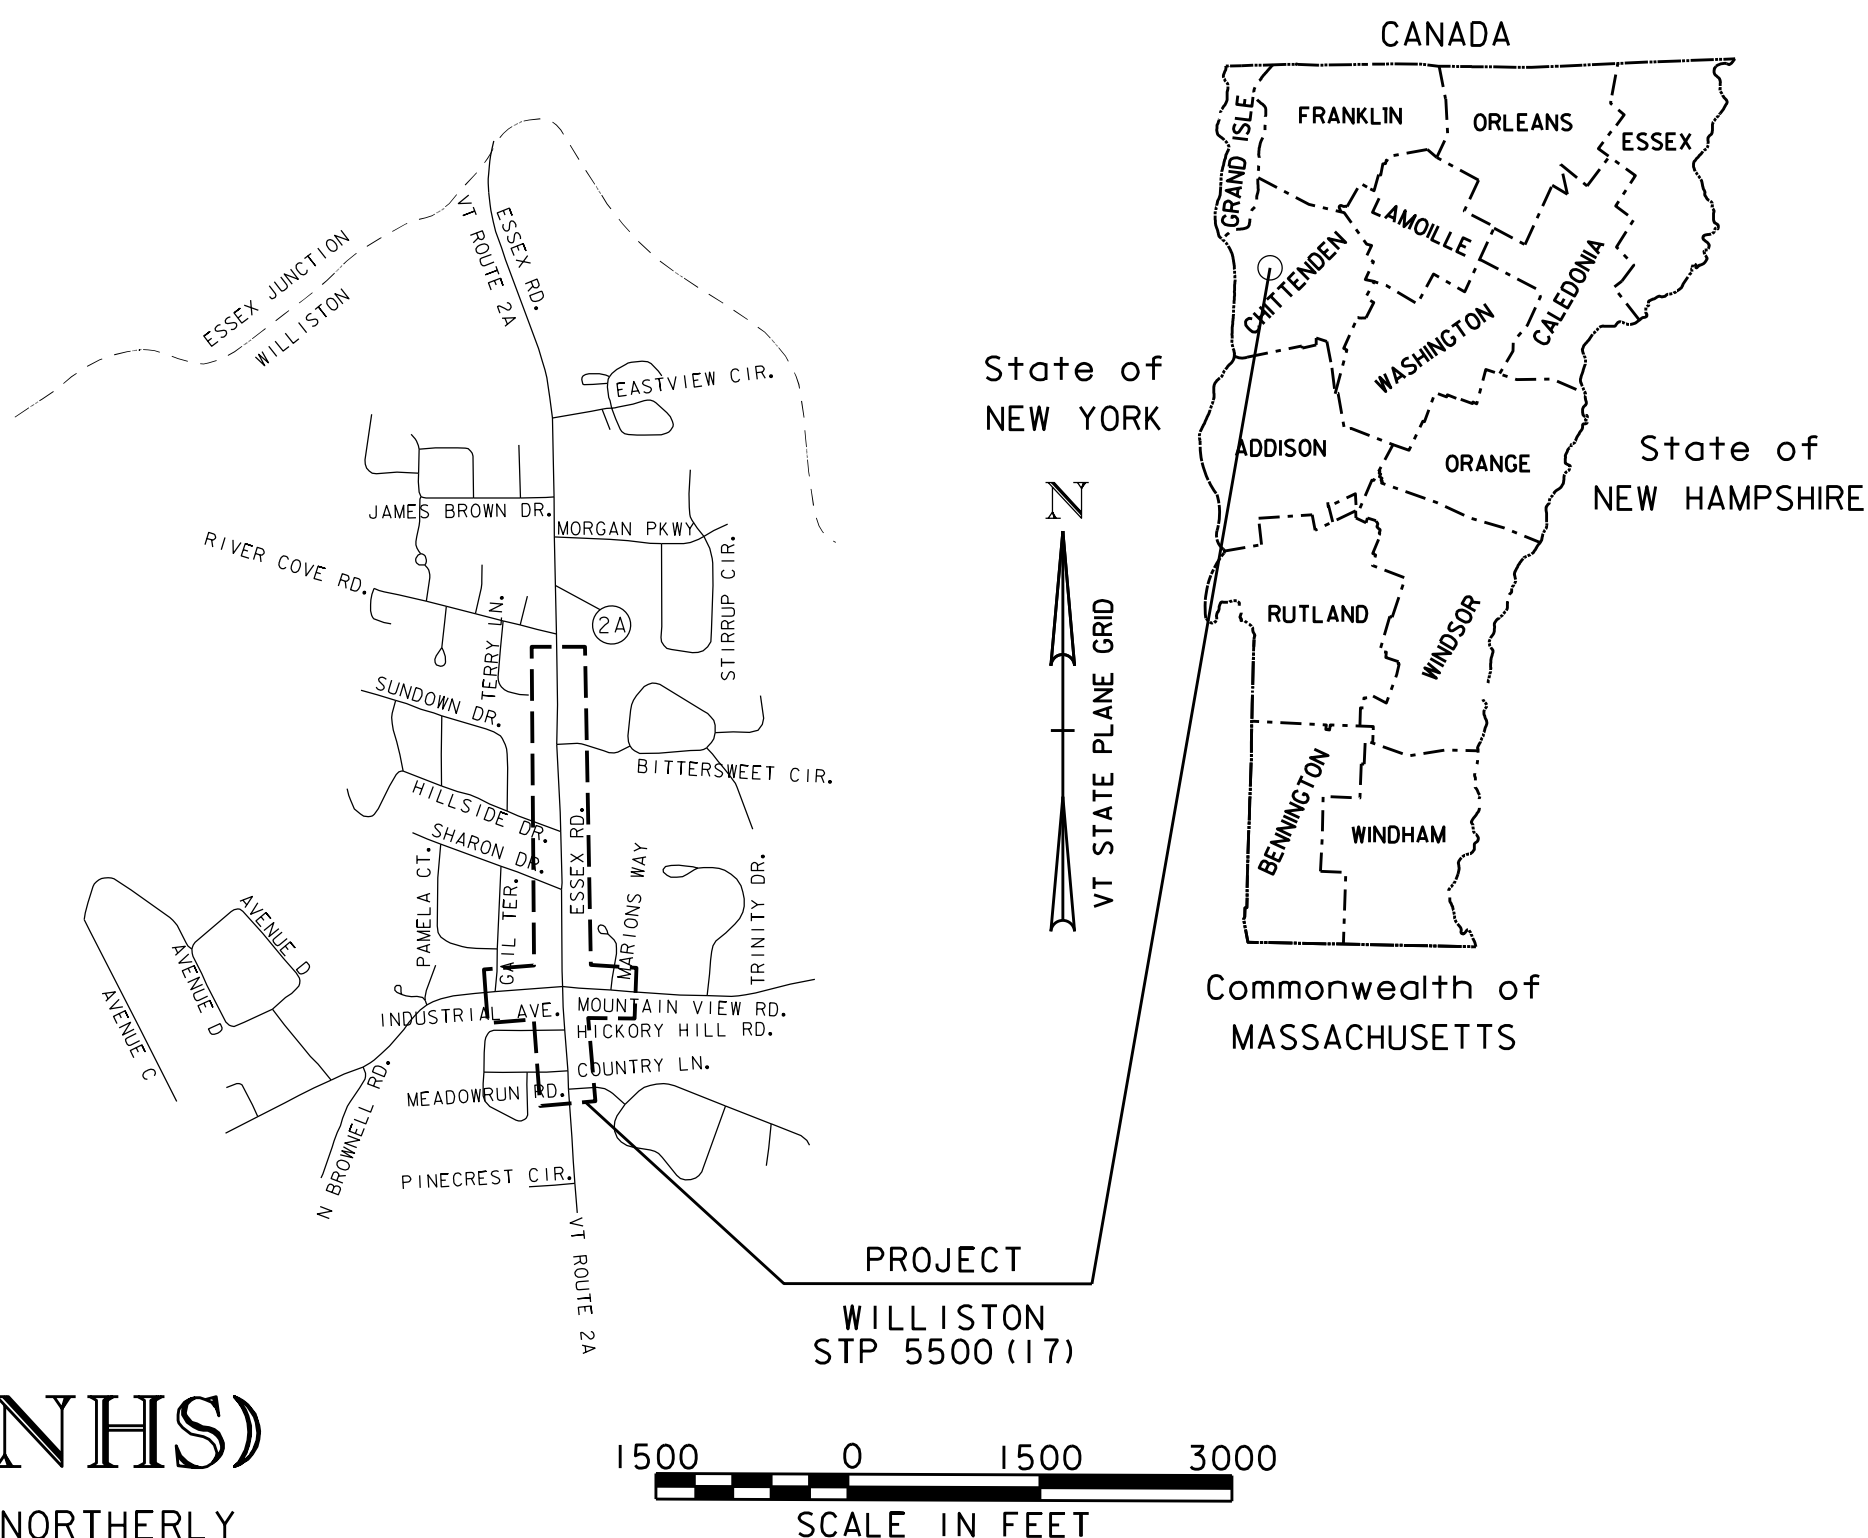 CANADA
GRAND ISLE
FRANKLIN
ORLEANS
ESSEX
LAMOILLE
CHITTENDEN
CALEDONIA
WASHINGTON
State of
NEW YORK
ADDISON
ORANGE
State of
NEW HAMPSHIRE
RUTLAND
WINDSOR
BENNINGTON
WINDHAM
Commonwealth of
MASSACHUSETTS
N
VT STATE PLANE GRID
ESSEX JUNCTION
WILLISTON
VT ROUTE 2A
ESSEX RD.
EASTVIEW CIR.
JAMES BROWN DR.
MORGAN PKWY
RIVER COVE RD.
TERRY LN.
2A
STIRRUP CIR.
SUNDOWN DR.
BITTERSWEET CIR.
HILLSIDE DR.
SHARON DR.
ESSEX RD.
PAMELA CT.
GAIL TER.
MARIONS WAY
TRINITY DR.
AVENUE D
AVENUE D
AVENUE C
INDUSTRIAL AVE.
MOUNTAIN VIEW RD.
HICKORY HILL RD.
COUNTRY LN.
MEADOWRUN RD.
N BROWNELL RD.
PINECREST CIR.
VT ROUTE 2A
PROJECT
WILLISTON
STP 5500(17)
NHS)
NORTHERLY
1500 0 1500 3000
SCALE IN FEET